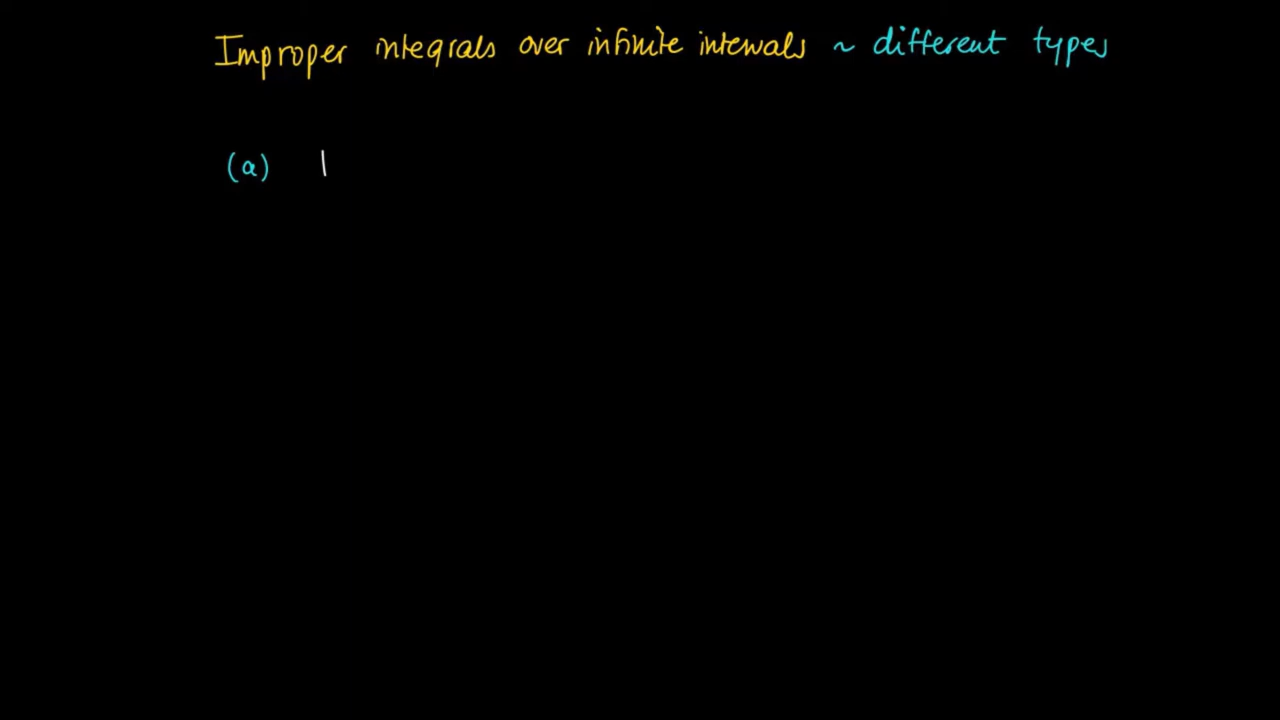 Improper integrals over infinite intervals ~ different types
(a) |